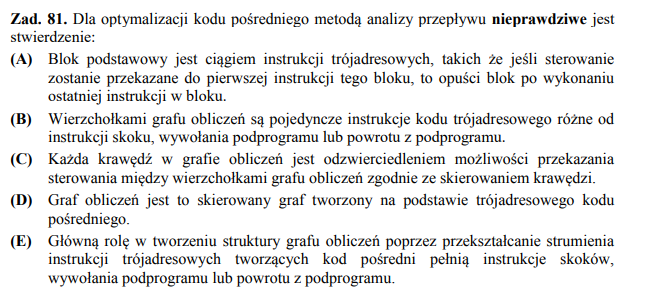 Zad. 81. Dla optymalizacji kodu pośredniego metodą analizy przepływu nieprawdziwe jest
stwierdzenie:
(A) Blok podstawowy jest ciągiem instrukcji trójadresowych, takich że jeśli sterowanie
zostanie przekazane do pierwszej instrukcji tego bloku, to opuści blok po wykonaniu
ostatniej instrukcji w bloku.
(B) Wierzchołkami grafu obliczeń są pojedyncze instrukcje kodu trójadresowego różne od
instrukcji skoku, wywołania podprogramu lub powrotu z podprogramu.
(C) Każda krawędź w grafie obliczeń jest odzwierciedleniem możliwości przekazania
sterowania między wierzchołkami grafu obliczeń zgodnie ze skierowaniem krawędzi.
(D) Graf obliczeń jest to skierowany graf tworzony na podstawie trójadresowego kodu
pośredniego.
(E) Główną rolę w tworzeniu struktury grafu obliczeń poprzez przekształcanie strumienia
instrukcji trójadresowych tworzących kod pośredni pełnią instrukcje skoków,
wywołania podprogramu lub powrotu z podprogramu.